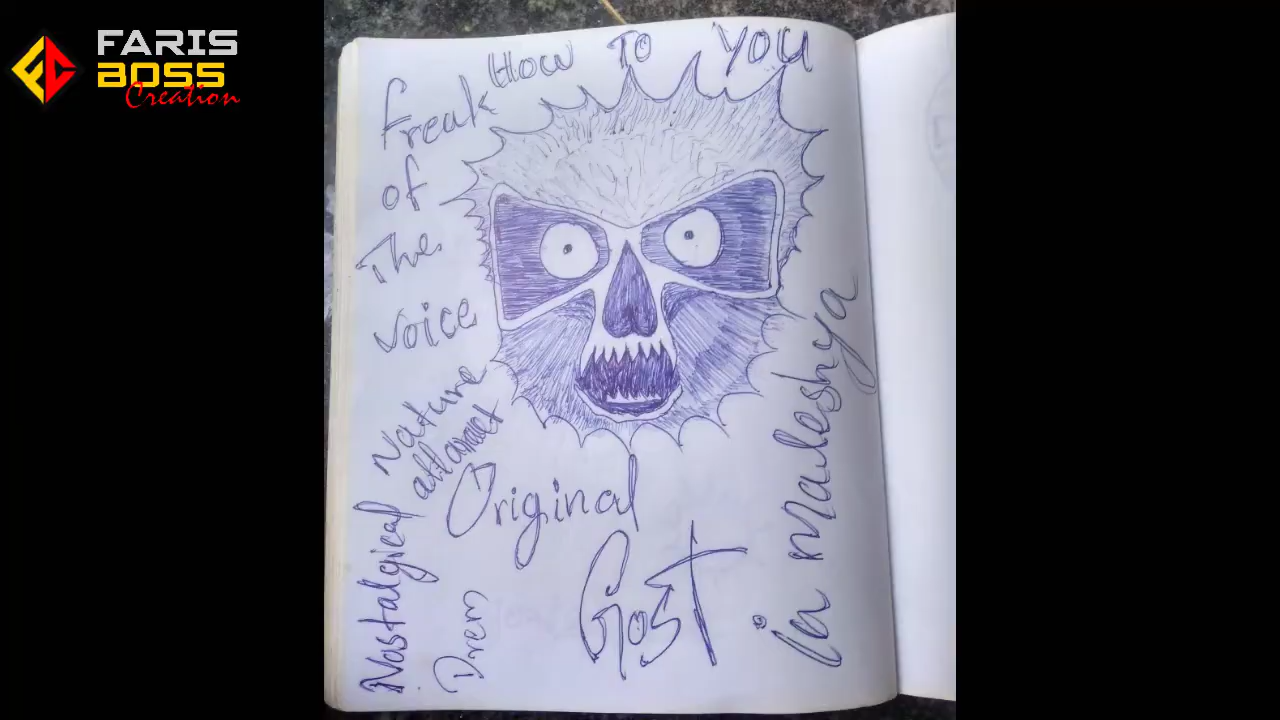 FARIS
BOSS
Creation
How To You
Freak
of
The
voice
Nature
Original
Gost
Nostalgical
Drem
in maleshya